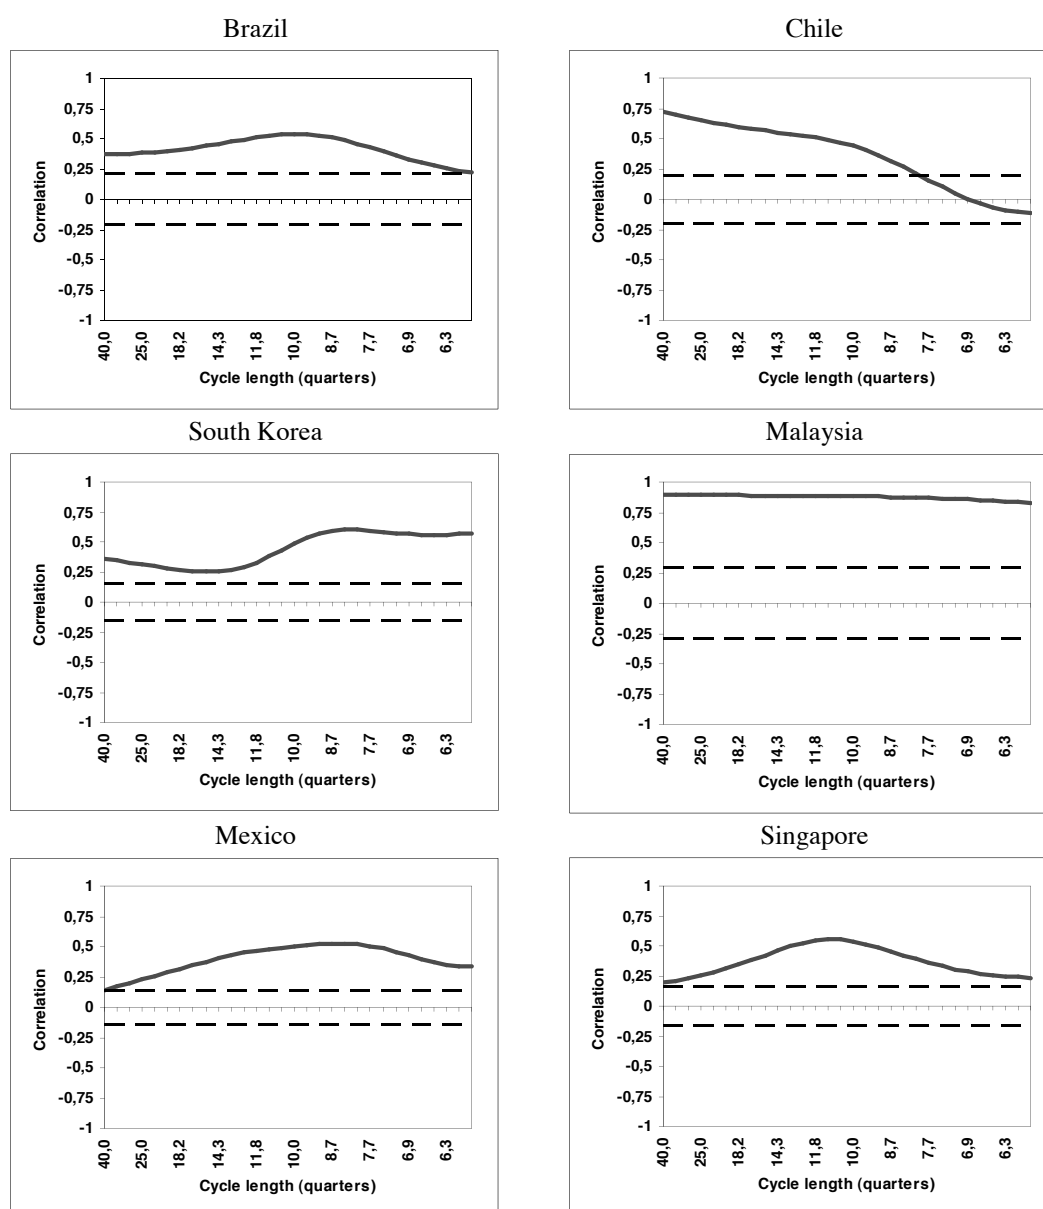 Brazil
1
0,75
0,5
0,25
0
-0,25
-0,5
-0,75
-1
Correlation
40,0 25,0 18,2 14,3 11,8 10,0 8,7 7,7 6,9 6,3
Cycle length (quarters)
Chile
1
0,75
0,5
0,25
0
-0,25
-0,5
-0,75
-1
Correlation
40,0 25,0 18,2 14,3 11,8 10,0 8,7 7,7 6,9 6,3
Cycle length (quarters)
South Korea
1
0,75
0,5
0,25
0
-0,25
-0,5
-0,75
-1
Correlation
40,0 25,0 18,2 14,3 11,8 10,0 8,7 7,7 6,9 6,3
Cycle length (quarters)
Malaysia
1
0,75
0,5
0,25
0
-0,25
-0,5
-0,75
-1
Correlation
40,0 25,0 18,2 14,3 11,8 10,0 8,7 7,7 6,9 6,3
Cycle length (quarters)
Mexico
1
0,75
0,5
0,25
0
-0,25
-0,5
-0,75
-1
Correlation
40,0 25,0 18,2 14,3 11,8 10,0 8,7 7,7 6,9 6,3
Cycle length (quarters)
Singapore
1
0,75
0,5
0,25
0
-0,25
-0,5
-0,75
-1
Correlation
40,0 25,0 18,2 14,3 11,8 10,0 8,7 7,7 6,9 6,3
Cycle length (quarters)